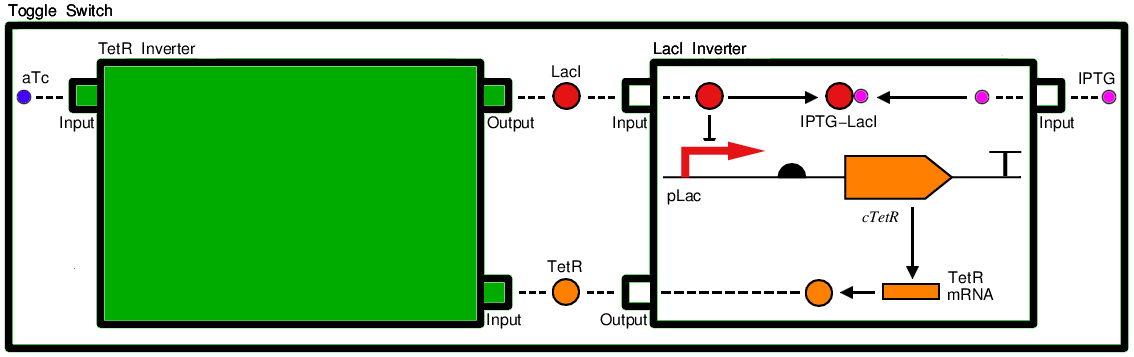 Toggle Switch
TetR Inverter
LacI Inverter
aTc
LacI
IPTG
Input
Output
Input
IPTG-LacI
Input
pLac
cTetR
TetR
TetR
mRNA
Input
Output